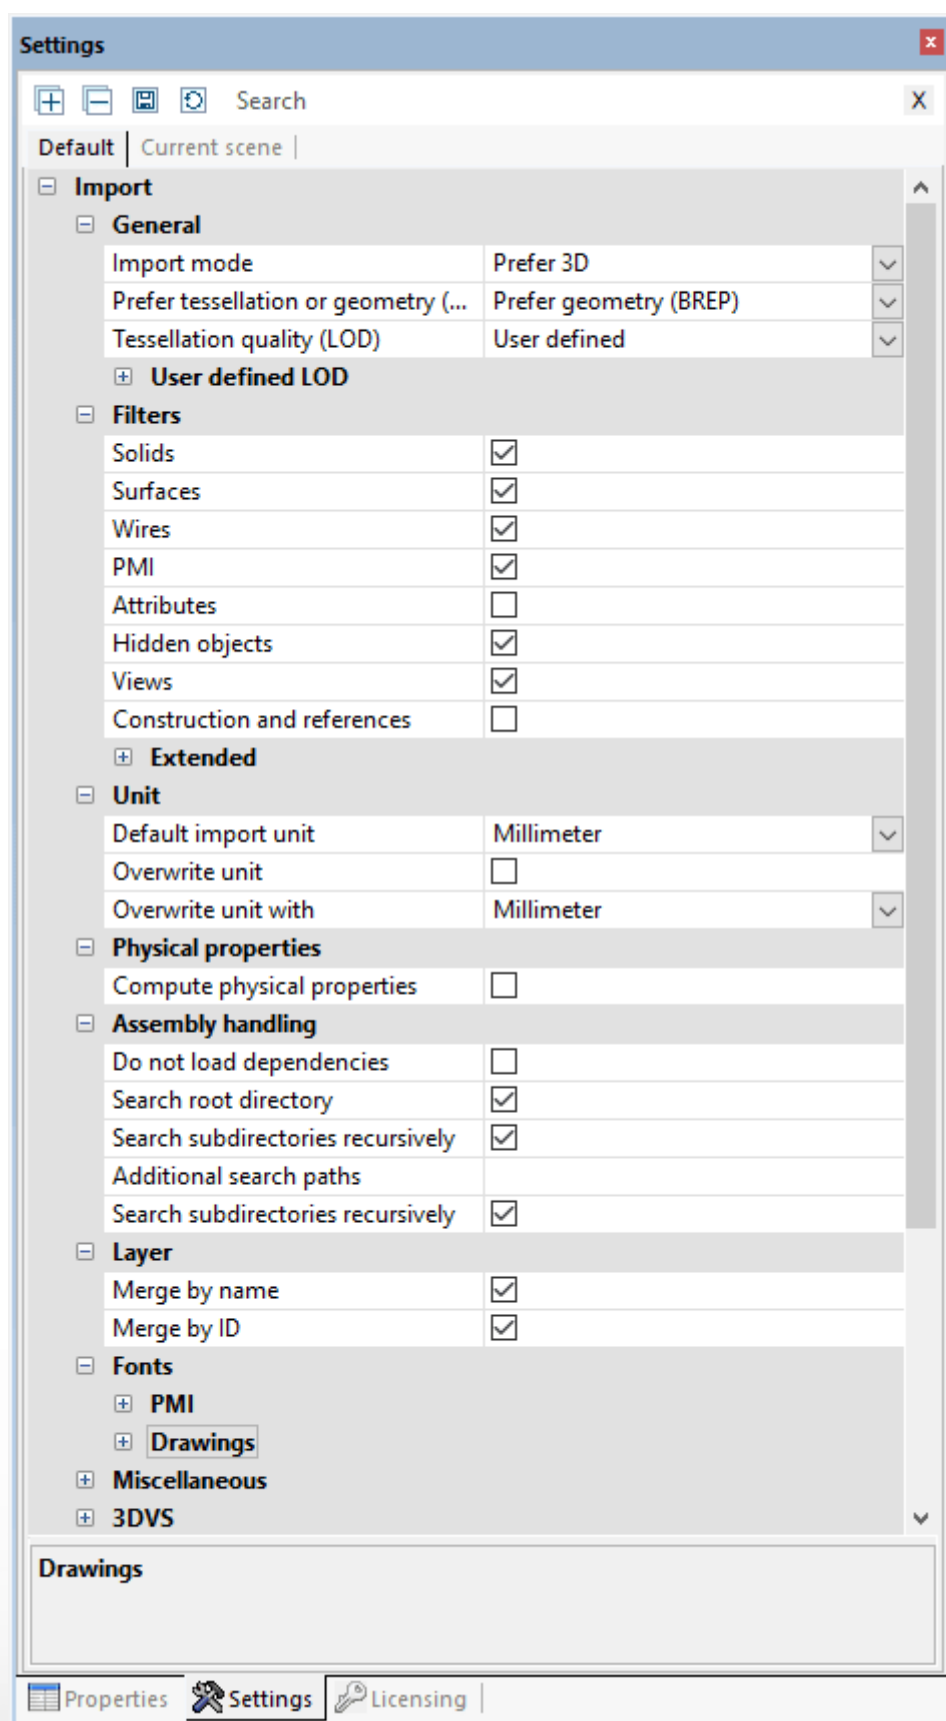 Settings
Search X
Default Current scene
Import
General
Import mode Prefer 3D
Prefer tessellation or geometry (... Prefer geometry (BREP)
Tessellation quality (LOD) User defined
User defined LOD
Filters
Solids
Surfaces
Wires
PMI
Attributes
Hidden objects
Views
Construction and references
Extended
Unit
Default import unit Millimeter
Overwrite unit
Overwrite unit with Millimeter
Physical properties
Compute physical properties
Assembly handling
Do not load dependencies
Search root directory
Search subdirectories recursively
Additional search paths
Search subdirectories recursively
Layer
Merge by name
Merge by ID
Fonts
PMI
Drawings
Miscellaneous
3DVS
Drawings
Properties Settings Licensing